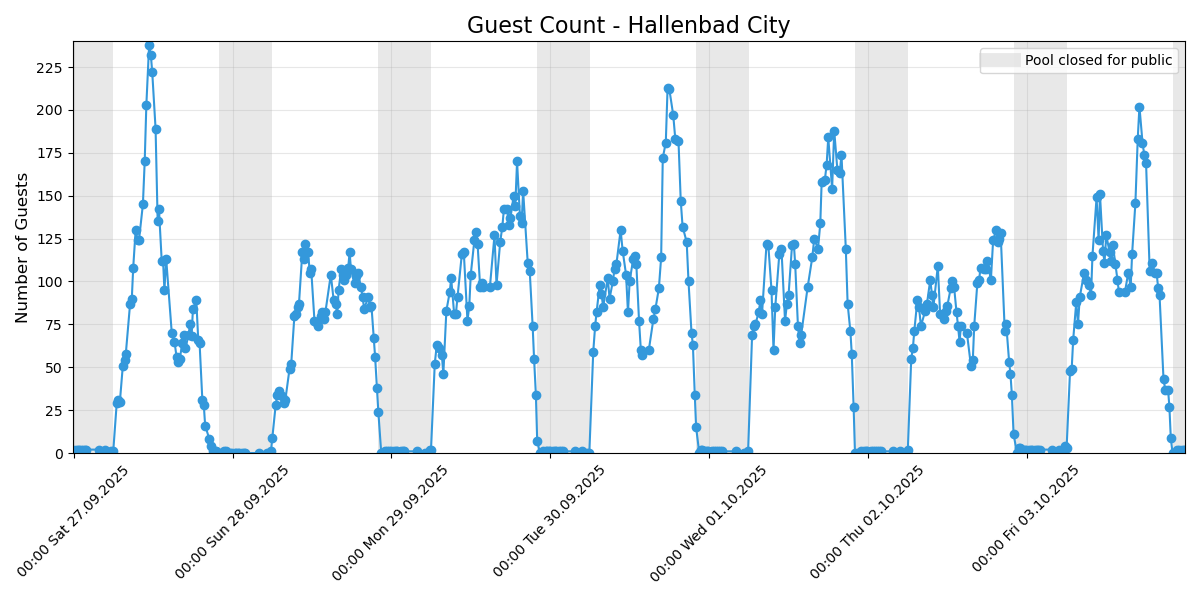 Guest Count - Hallenbad City
Pool closed for public
Number of Guests
225
200
175
150
125
100
75
50
25
0
00:00 Sat 27.09.2025
00:00 Sun 28.09.2025
00:00 Mon 29.09.2025
00:00 Tue 30.09.2025
00:00 Wed 01.10.2025
00:00 Thu 02.10.2025
00:00 Fri 03.10.2025